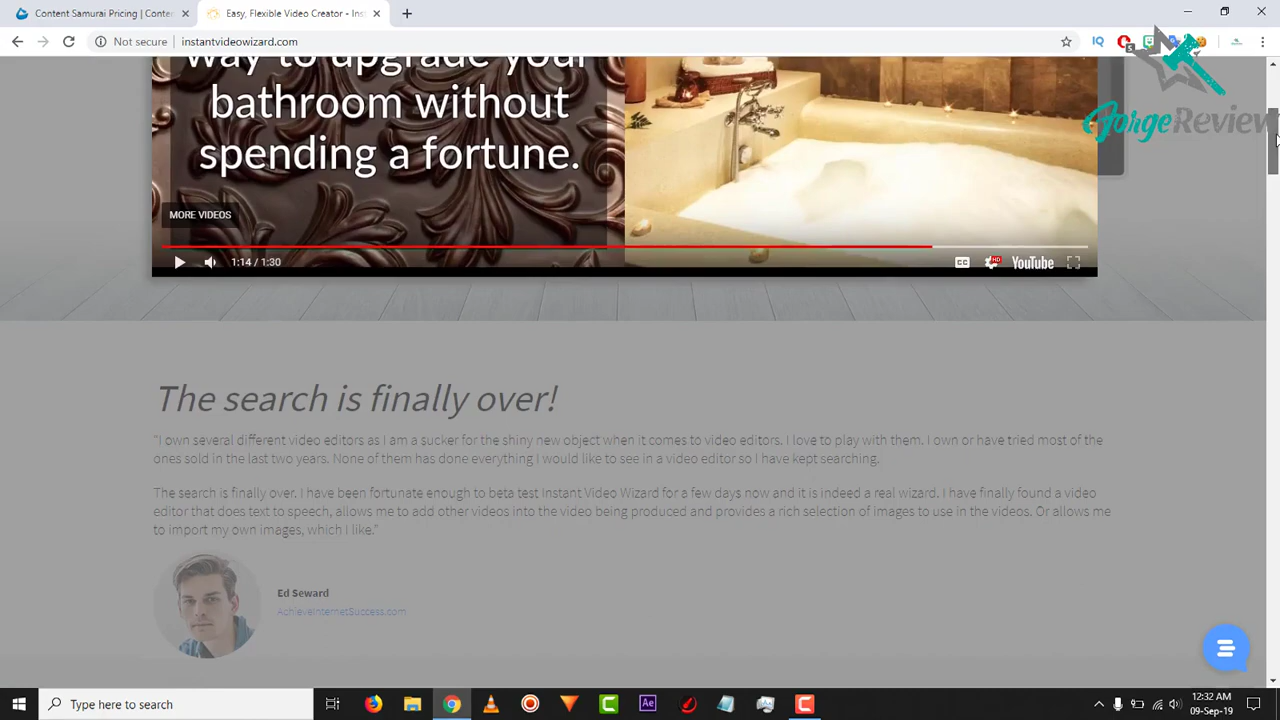 Content Samurai Pricing | Conte
Easy, Flexible Video Creator - Ins
Not secure
instantvideowizard.com
5
ForgeReview
way to upgrade your
bathroom without
spending a fortune.
MORE VIDEOS
1:14 / 1:30
CC
HD
YouTube
The search is finally over!
"I own several different video editors as I am a sucker for the shiny new object when it comes to video editors. I love to play with them. I own or have tried most of the
ones sold in the last two years. None of them has done everything I would like to see in a video editor so I have kept searching.
The search is finally over. I have been fortunate enough to beta test Instant Video Wizard for a few days now and it is indeed a real wizard. I have finally found a video
editor that does text to speech, allows me to add other videos into the video being produced and provides a rich selection of images to use in the videos. Or allows me
to import my own images, which I like."
Ed Seward
AchieveInternetSuccess.com
Type here to search
Ae
12:32 AM
09-Sep-19